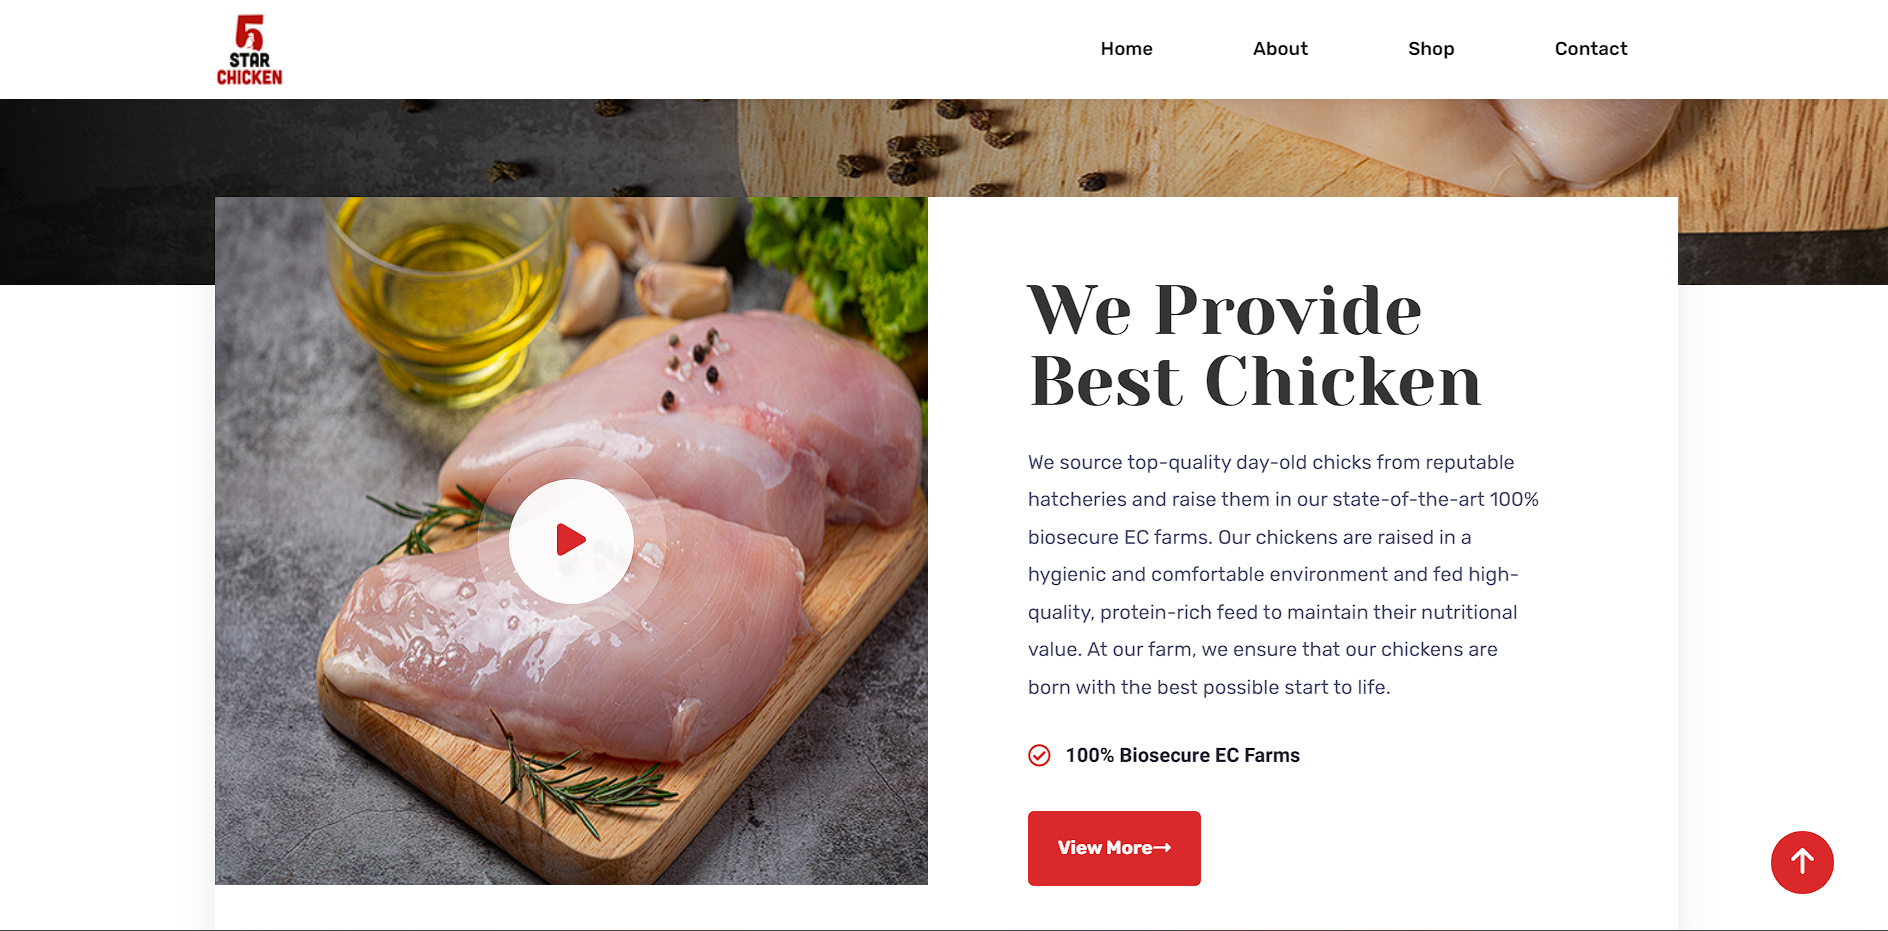 5
STAR
CHICKEN
Home
About
Shop
Contact
We Provide
Best Chicken
We source top-quality day-old chicks from reputable
hatcheries and raise them in our state-of-the-art 100%
biosecure EC farms. Our chickens are raised in a
hygienic and comfortable environment and fed high-
quality, protein-rich feed to maintain their nutritional
value. At our farm, we ensure that our chickens are
born with the best possible start to life.
100% Biosecure EC Farms
View More→